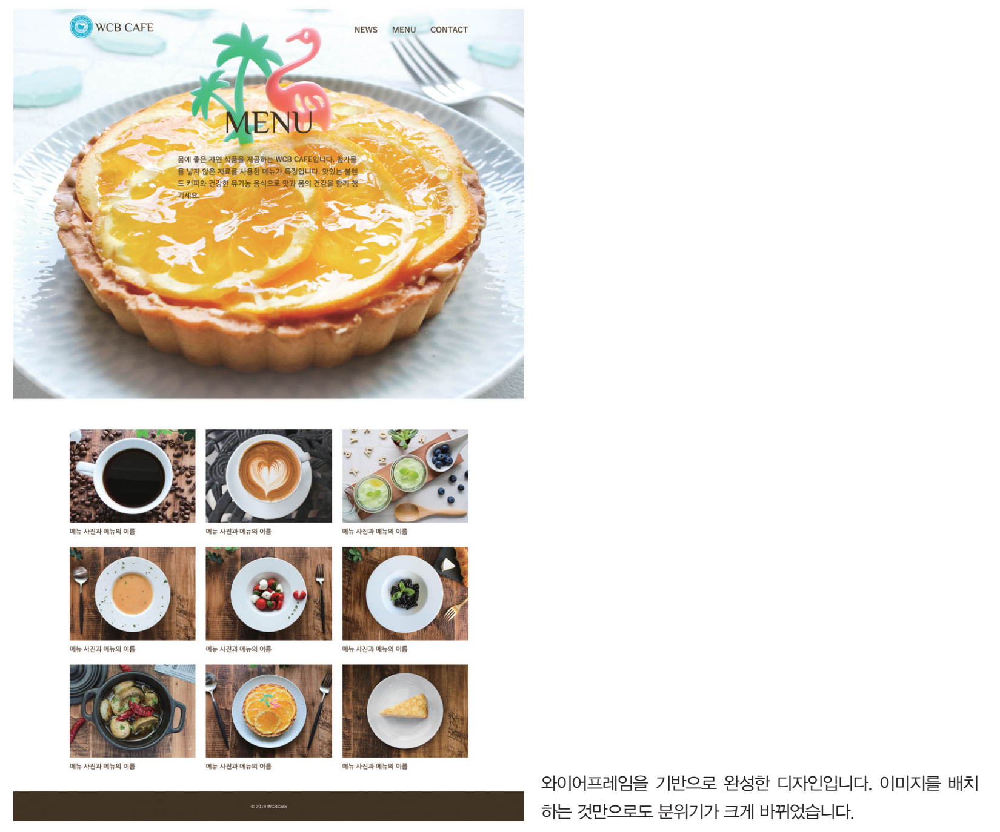 WCB CAFE
NEWS MENU CONTACT
MENU
몸에 좋은 자연 식품을 제공하는 WCB CAFE입니다. 첨가물
을 넣지 않은 재료를 사용한 메뉴가 특징입니다. 맛있는 블렌
드 커피와 건강한 유기농 음식으로 맛과 몸의 건강을 함께 챙
기세요.
메뉴 사진과 메뉴의 이름
메뉴 사진과 메뉴의 이름
메뉴 사진과 메뉴의 이름
메뉴 사진과 메뉴의 이름
메뉴 사진과 메뉴의 이름
메뉴 사진과 메뉴의 이름
메뉴 사진과 메뉴의 이름
메뉴 사진과 메뉴의 이름
메뉴 사진과 메뉴의 이름
© 2019 WCBCafe
와이어프레임을 기반으로 완성한 디자인입니다. 이미지를 배치
하는 것만으로도 분위기가 크게 바뀌었습니다.